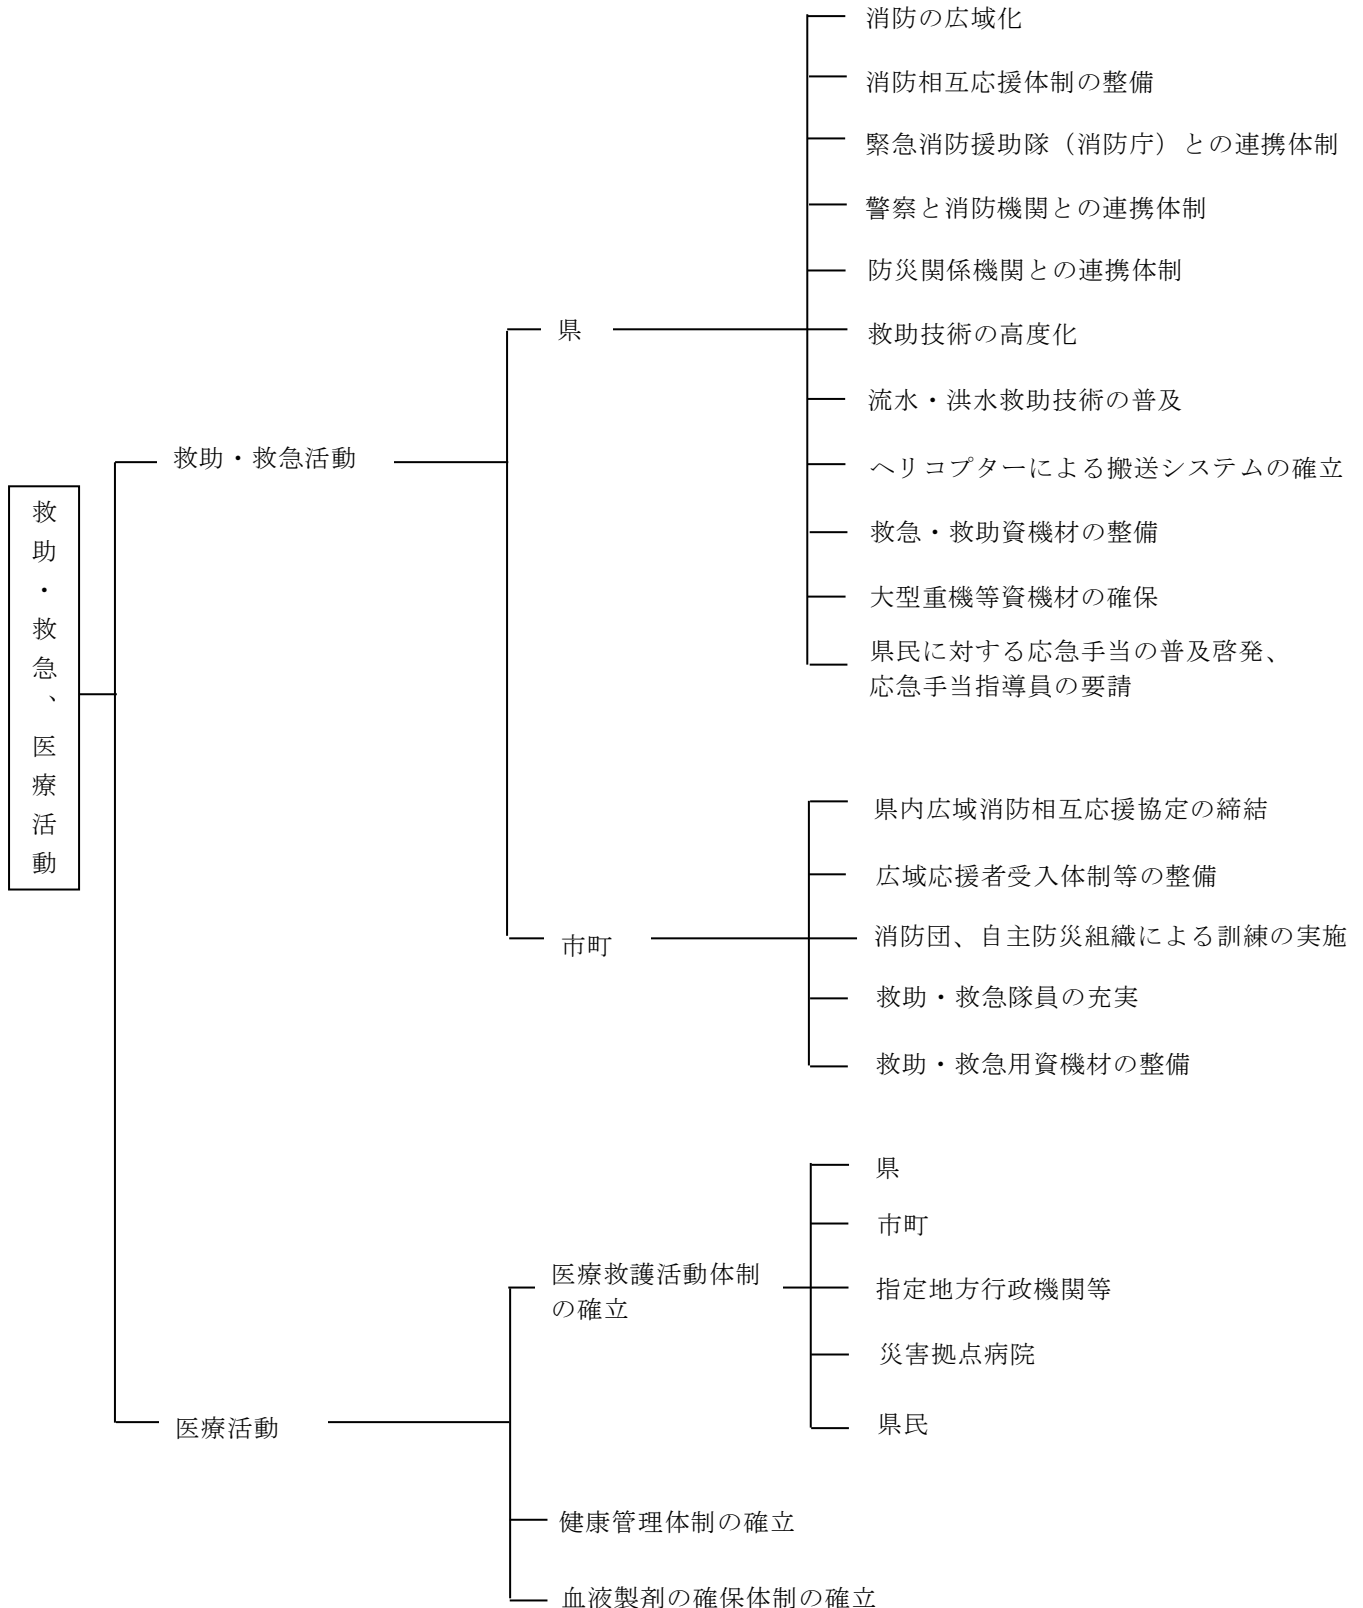 救助・救急、医療活動
救助・救急活動
県
消防の広域化
消防相互応援体制の整備
緊急消防援助隊（消防庁）との連携体制
警察と消防機関との連携体制
防災関係機関との連携体制
救助技術の高度化
流水・洪水救助技術の普及
ヘリコプターによる搬送システムの確立
救急・救助資機材の整備
大型重機等資機材の確保
県民に対する応急手当の普及啓発、
応急手当指導員の要請
市町
県内広域消防相互応援協定の締結
広域応援者受入体制等の整備
消防団、自主防災組織による訓練の実施
救助・救急隊員の充実
救助・救急用資機材の整備
医療活動
医療救護活動体制
の確立
県
市町
指定地方行政機関等
災害拠点病院
県民
健康管理体制の確立
血液製剤の確保体制の確立